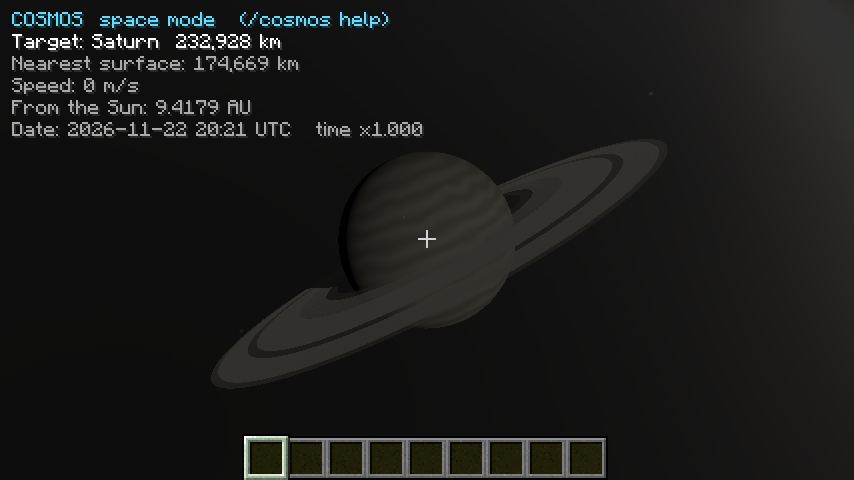 COSMOS space mode (/cosmos help)
Target: Saturn 232,928 km
Nearest surface: 174,669 km
Speed: 0 m/s
From the Sun: 9.4179 AU
Date: 2026-11-22 20:21 UTC time x1.000